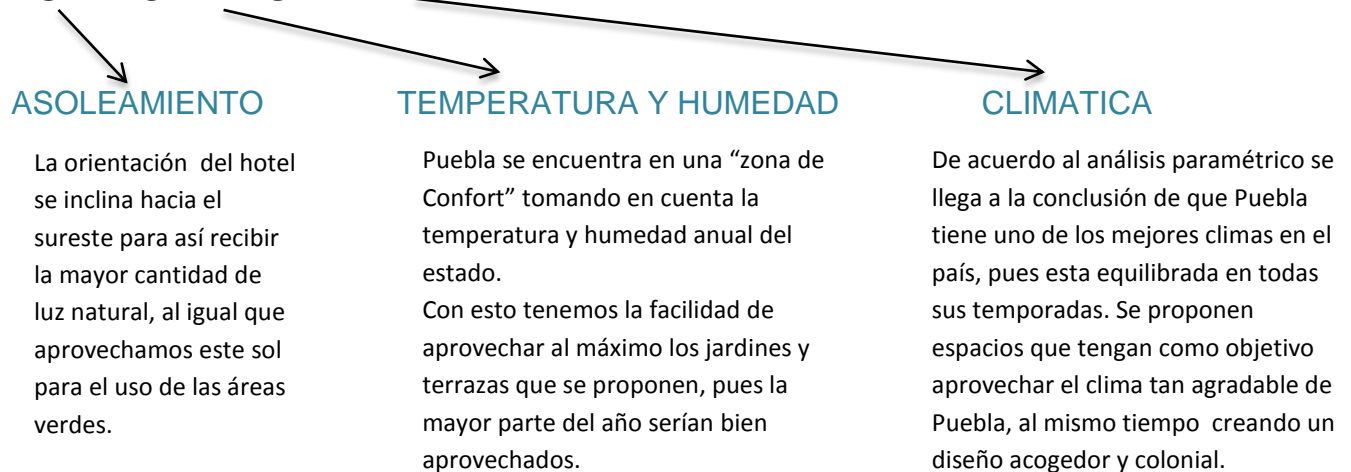 ASOLEAMIENTO
La orientación del hotel
se inclina hacia el
sureste para así recibir
la mayor cantidad de
luz natural, al igual que
aprovechamos este sol
para el uso de las áreas
verdes.
TEMPERATURA Y HUMEDAD
Puebla se encuentra en una “zona de
Confort” tomando en cuenta la
temperatura y humedad anual del
estado.
Con esto tenemos la facilidad de
aprovechar al máximo los jardines y
terrazas que se proponen, pues la
mayor parte del año serían bien
aprovechados.
CLIMATICA
De acuerdo al análisis paramétrico se
llega a la conclusión de que Puebla
tiene uno de los mejores climas en el
país, pues esta equilibrada en todas
sus temporadas. Se proponen
espacios que tengan como objetivo
aprovechar el clima tan agradable de
Puebla, al mismo tiempo creando un
diseño acogedor y colonial.